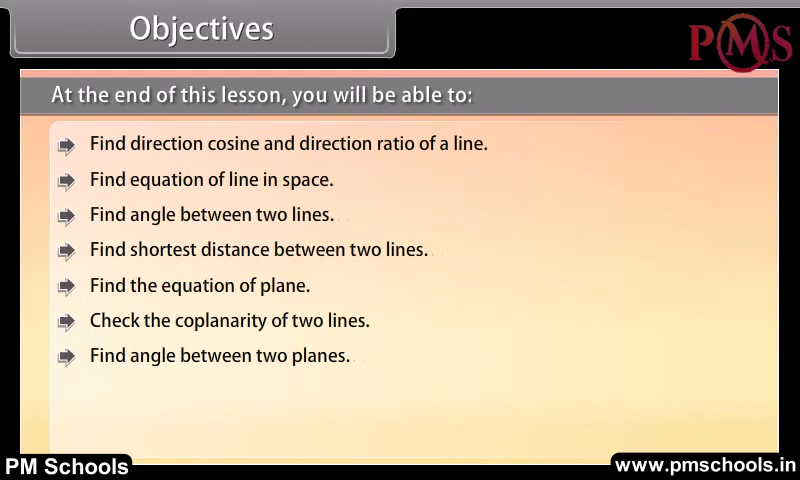 Objectives
PMS
At the end of this lesson, you will be able to:
Find direction cosine and direction ratio of a line.
Find equation of line in space.
Find angle between two lines.
Find shortest distance between two lines.
Find the equation of plane.
Check the coplanarity of two lines.
Find angle between two planes.
PM Schools
www.pmschools.in